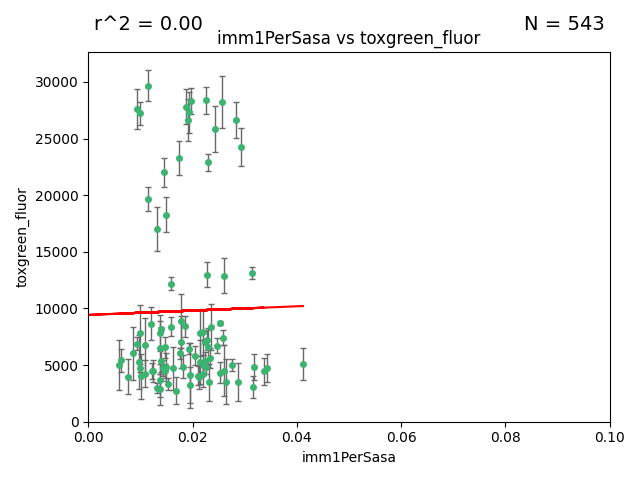 r^2 = 0.00
N = 543
imm1PerSasa vs toxgreen_fluor
30000
25000
20000
15000
10000
5000
0
toxgreen_fluor
0.00
0.02
0.04
0.06
0.08
0.10
imm1PerSasa